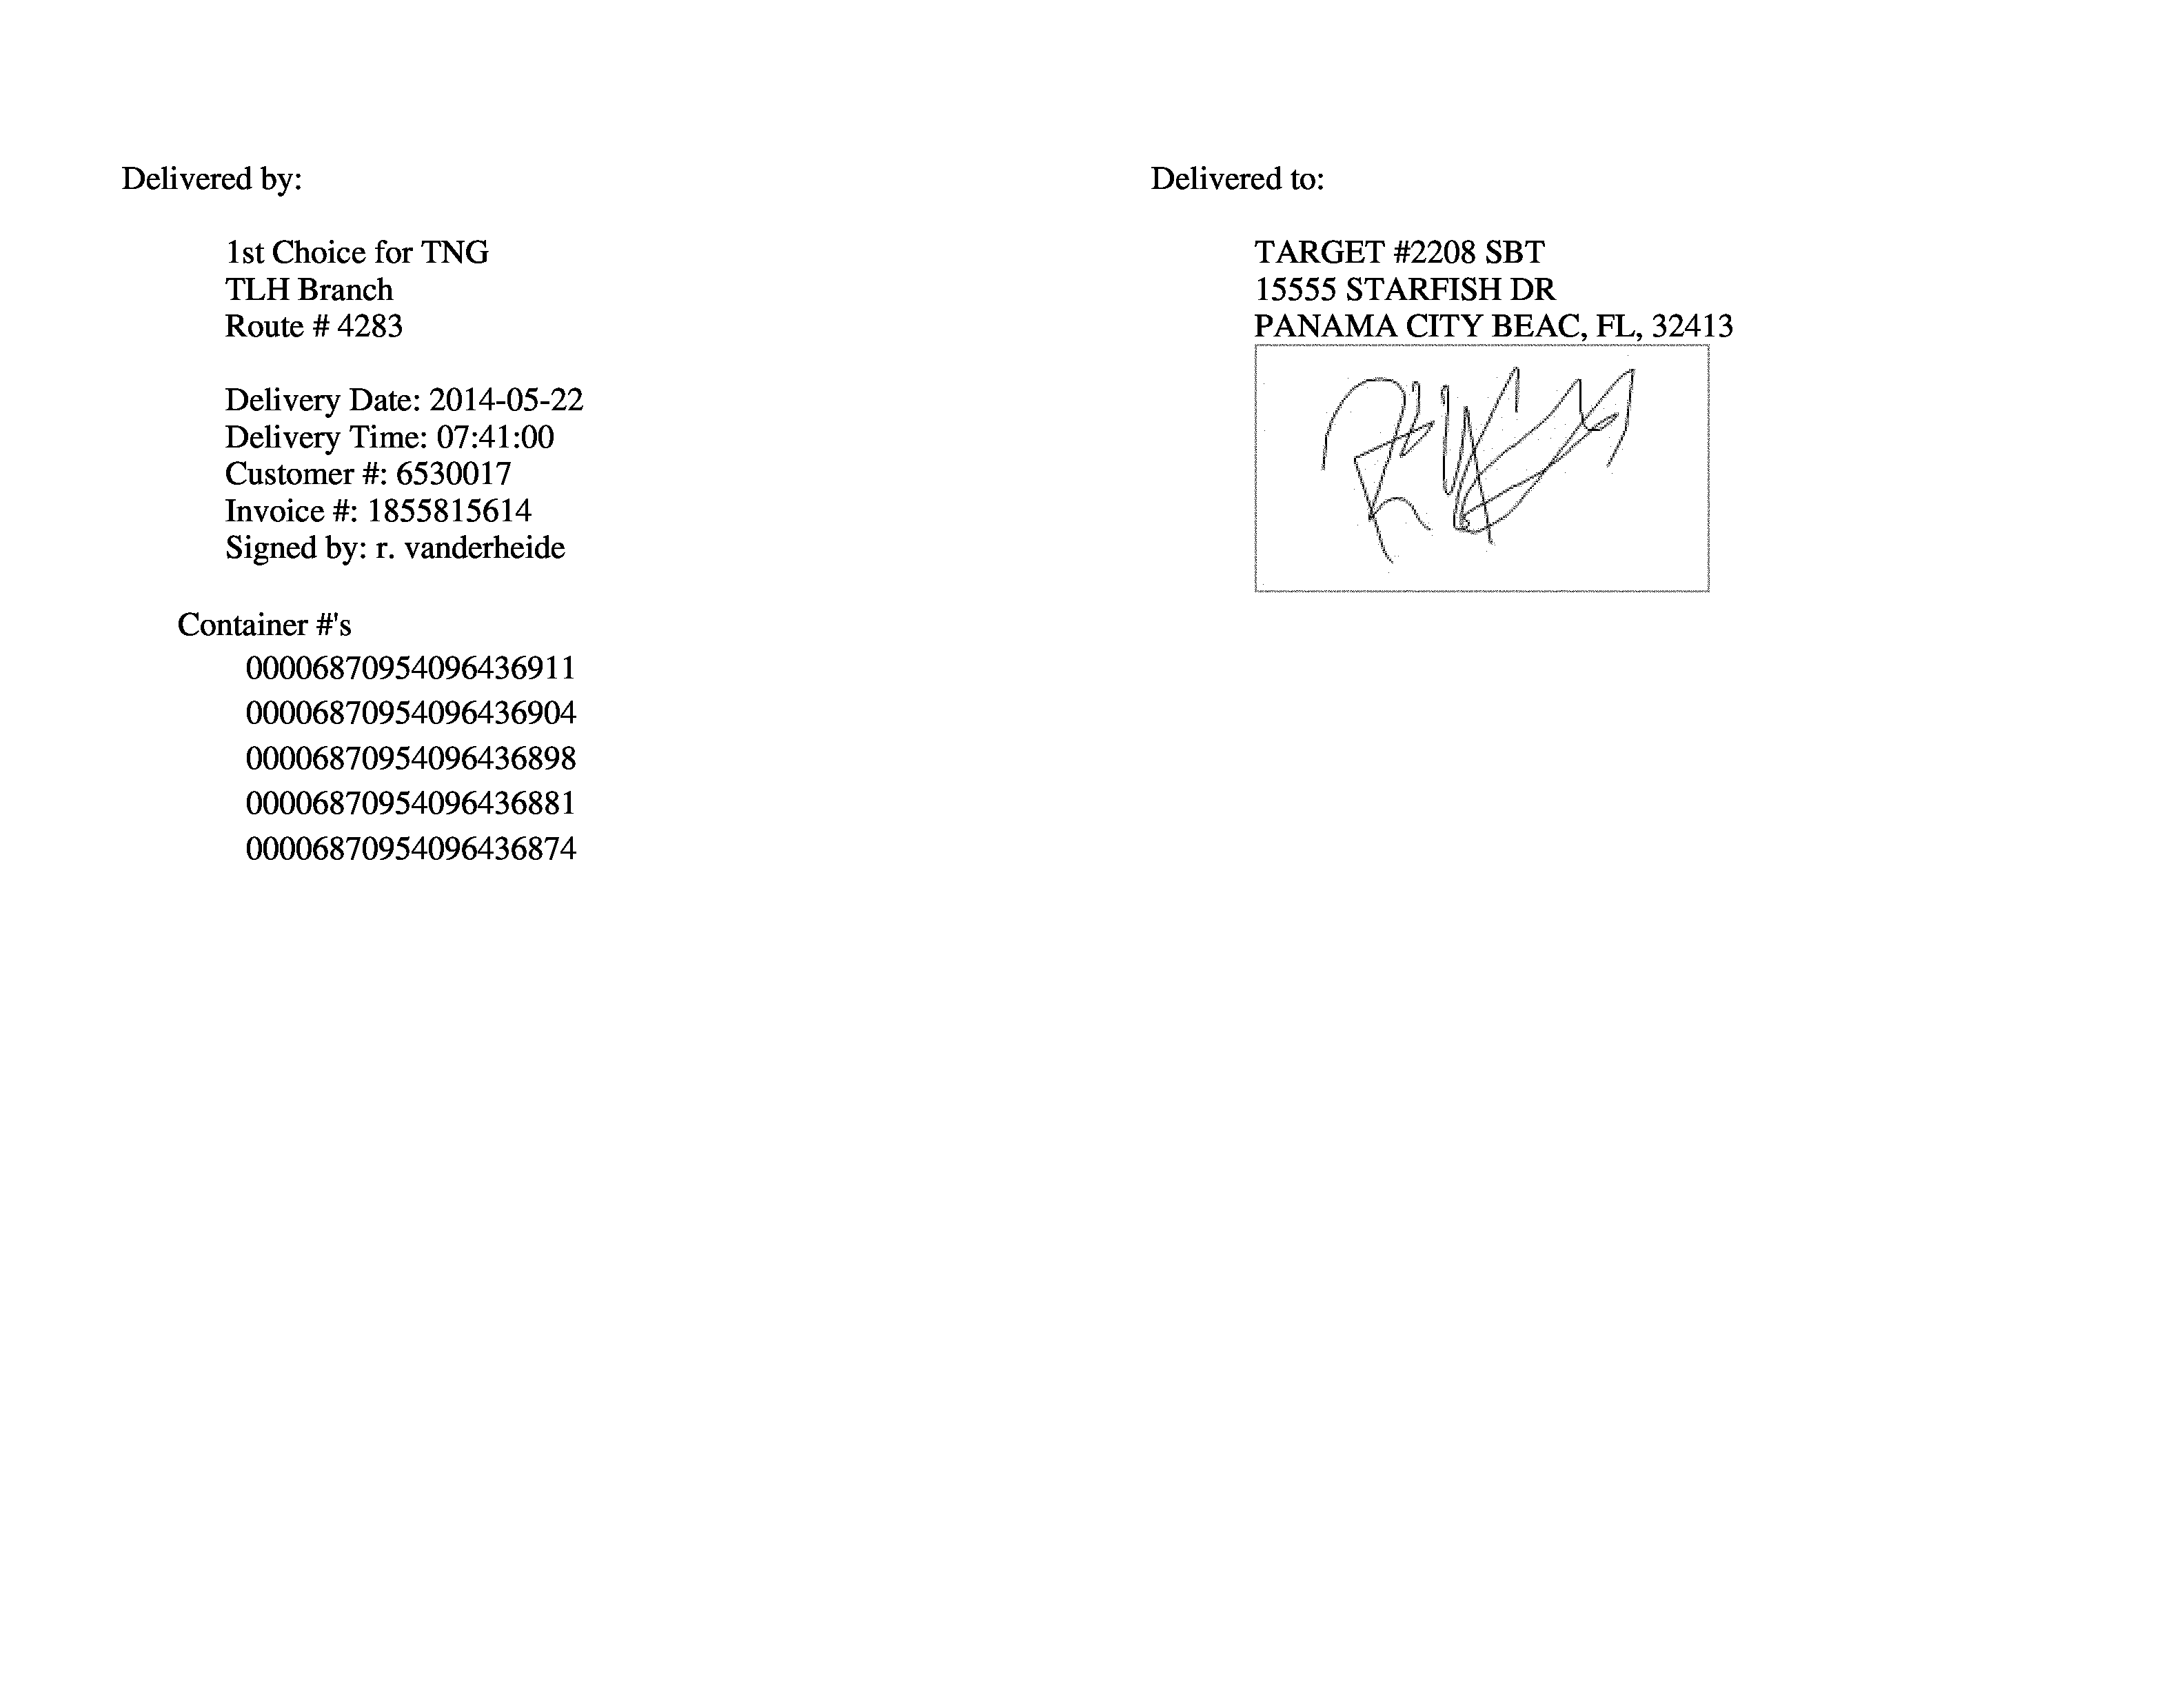 Delivered by:
1st Choice for TNG
TLH Branch
Route # 4283
Delivery Date: 2014-05-22
Delivery Time: 07:41:00
Customer #: 6530017
Invoice #: 1855815614
Signed by: r. vanderheide
Container #'s
00006870954096436911
00006870954096436904
00006870954096436898
00006870954096436881
00006870954096436874
Delivered to:
TARGET #2208 SBT
15555 STARFISH DR
PANAMA CITY BEAC, FL, 32413